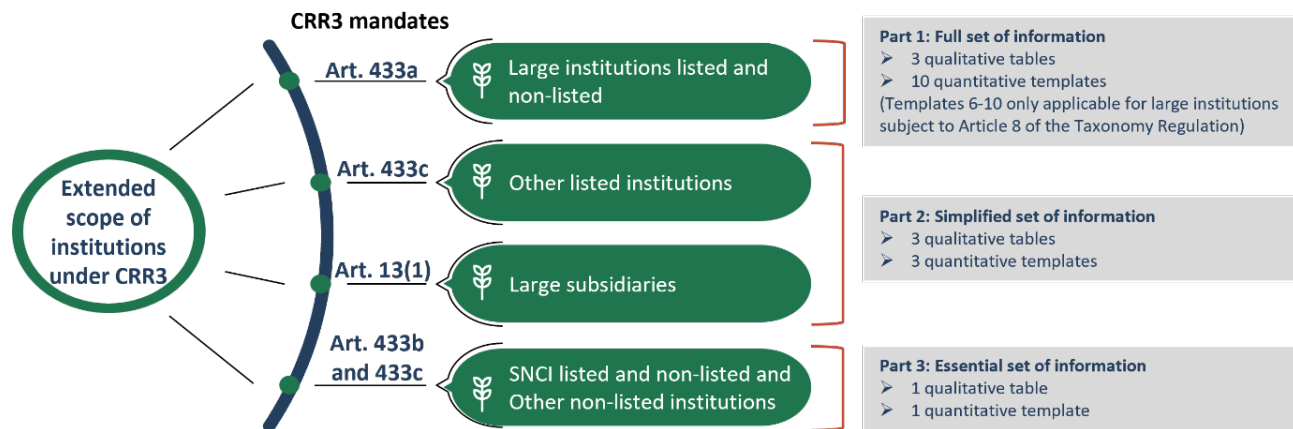 CRR3 mandates
Extended
scope of
institutions
under CRR3
Art. 433a
Large institutions listed and
non-listed
Part 1: Full set of information
➢ 3 qualitative tables
➢ 10 quantitative templates
(Templates 6-10 only applicable for large institutions
subject to Article 8 of the Taxonomy Regulation)
Art. 433c
Other listed institutions
Art. 13(1)
Large subsidiaries
Part 2: Simplified set of information
➢ 3 qualitative tables
➢ 3 quantitative templates
Art. 433b
and 433c
SNCI listed and non-listed and
Other non-listed institutions
Part 3: Essential set of information
➢ 1 qualitative table
➢ 1 quantitative template